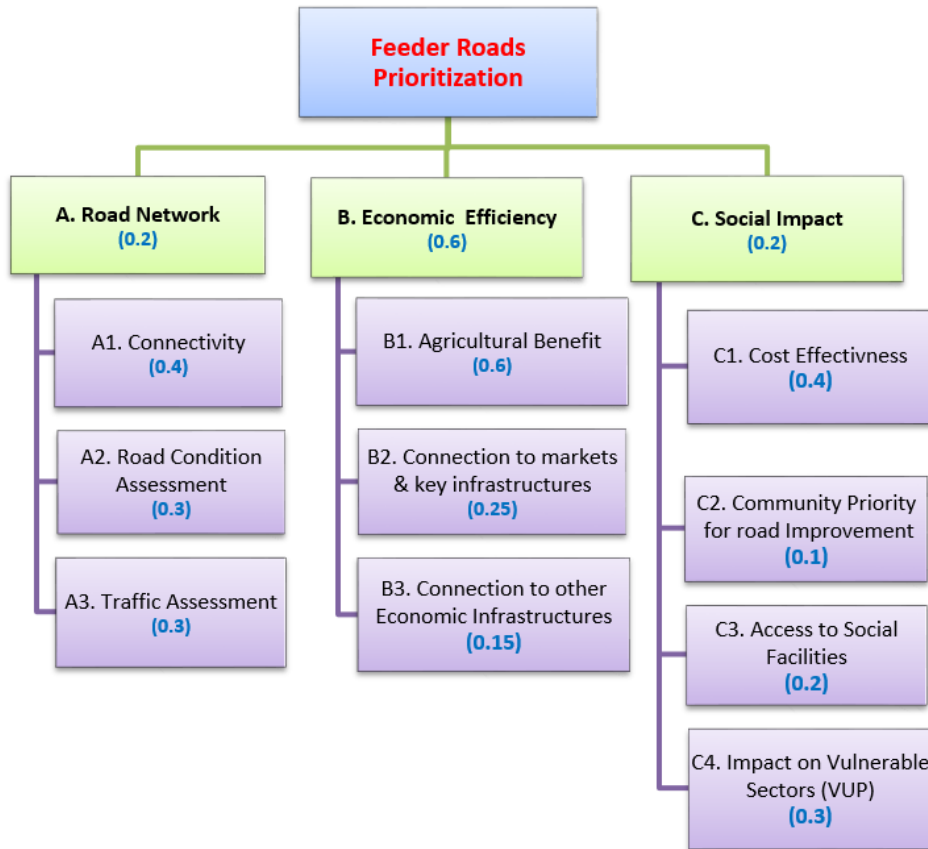 Feeder Roads
Prioritization
A. Road Network
(0.2)
B. Economic Efficiency
(0.6)
C. Social Impact
(0.2)
A1. Connectivity
(0.4)
A2. Road Condition
Assessment
(0.3)
A3. Traffic Assessment
(0.3)
B1. Agricultural Benefit
(0.6)
B2. Connection to markets
& key infrastructures
(0.25)
B3. Connection to other
Economic Infrastructures
(0.15)
C1. Cost Effectivness
(0.4)
C2. Community Priority
for road Improvement
(0.1)
C3. Access to Social
Facilities
(0.2)
C4. Impact on Vulnerable
Sectors (VUP)
(0.3)